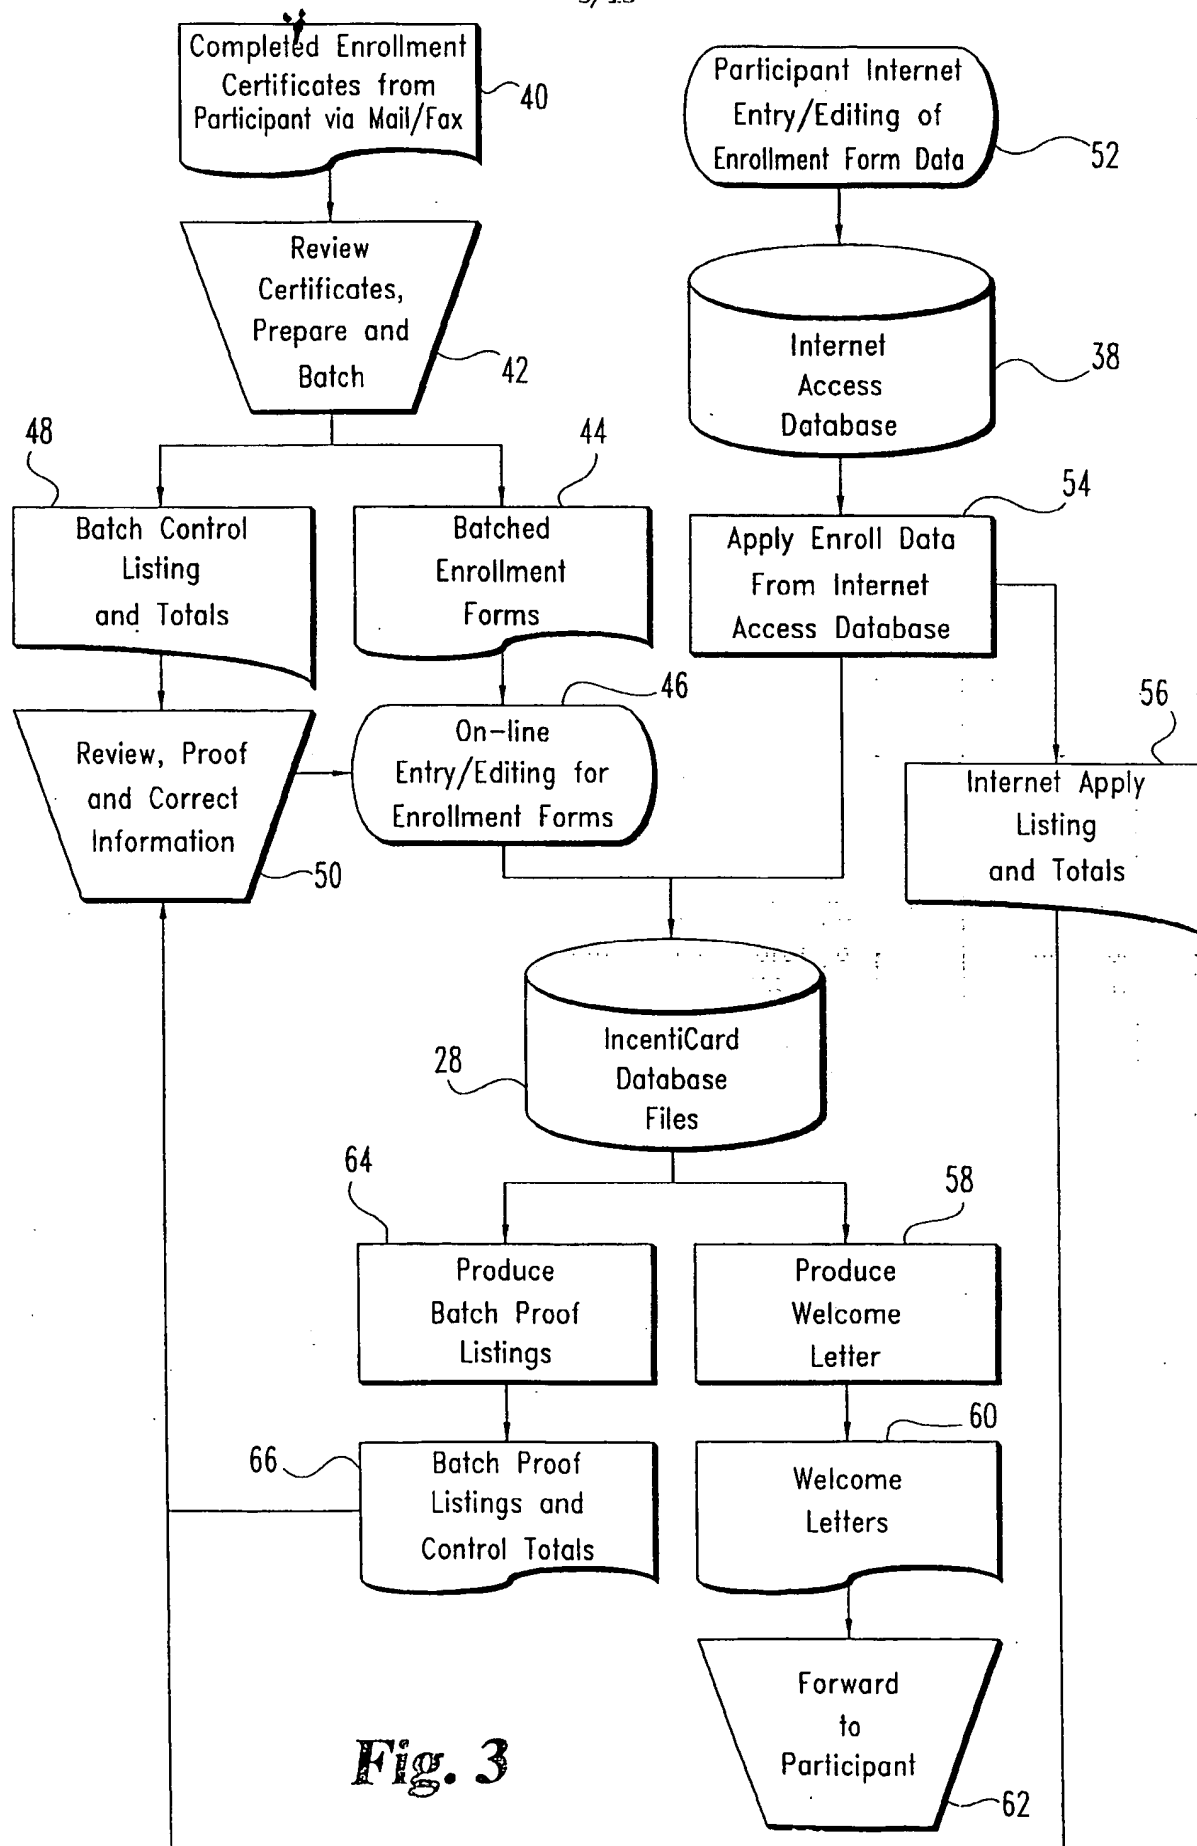 Completed Enrollment
Certificates from
Participant via Mail/Fax
40
Participant Internet
Entry/Editing of
Enrollment Form Data
52
Review
Certificates,
Prepare and
Batch
42
Internet
Access
Database
38
48
Batch Control
Listing
and Totals
44
Batched
Enrollment
Forms
54
Apply Enroll Data
From Internet
Access Database
Review, Proof
and Correct
Information
50
46
On-line
Entry/Editing for
Enrollment Forms
56
Internet Apply
Listing
and Totals
28
IncentiCard
Database
Files
64
Produce
Batch Proof
Listings
58
Produce
Welcome
Letter
66
Batch Proof
Listings and
Control Totals
60
Welcome
Letters
Forward
to
Participant
62
Fig. 3